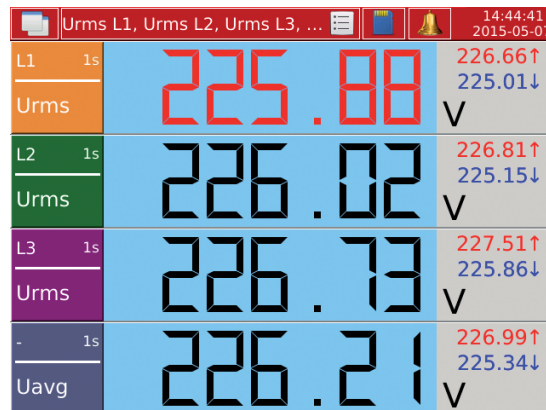 Urms L1, Urms L2, Urms L3, ...
14:44:41
2015-05-07
L1 1s
Urms
225.88
226.66↑
225.01↓
V
L2 1s
Urms
226.02
226.81↑
225.15↓
V
L3 1s
Urms
226.73
227.51↑
225.86↓
V
- 1s
Uavg
226.21
226.99↑
225.34↓
V